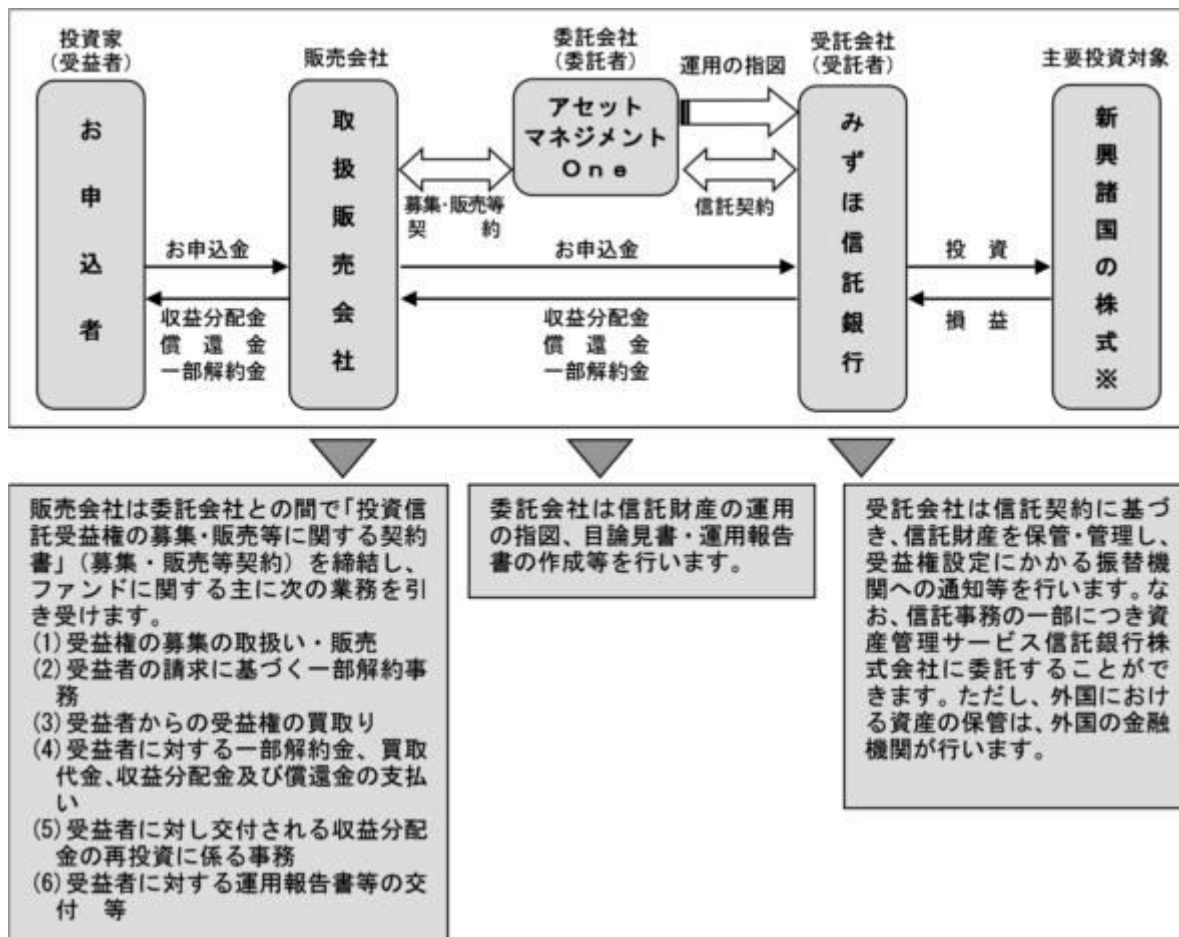 投資家
(受益者)
販売会社
委託会社
(委託者)
運用の指図
受託会社
(受託者)
主要投資対象
お申込者
取扱販売会社
アセット
マネジメント
One
みずほ信託銀行
新興諸国の株式※
募集・販売等
契　約
信託契約
お申込金
お申込金
投　資
収益分配金
償　還　金
一部解約金
収益分配金
償　還　金
一部解約金
損　益
販売会社は委託会社との間で「投資信
託受益権の募集・販売等に関する契約
書」（募集・販売等契約）を締結し、
ファンドに関する主に次の業務を引
き受けます。
(1)受益権の募集の取扱い・販売
(2)受益者の請求に基づく一部解約事
務
(3)受益者からの受益権の買取り
(4)受益者に対する一部解約金、買取
代金、収益分配金及び償還金の支払
い
(5)受益者に対し交付される収益分配
金の再投資に係る事務
(6)受益者に対する運用報告書等の交
付　等
委託会社は信託財産の運用
の指図、目論見書・運用報告
書の作成等を行います。
受託会社は信託契約に基づ
き、信託財産を保管・管理し、
受益権設定にかかる振替機
関への通知等を行います。な
お、信託事務の一部につき資
産管理サービス信託銀行株
式会社に委託することがで
きます。ただし、外国におけ
る資産の保管は、外国の金融
機関が行います。